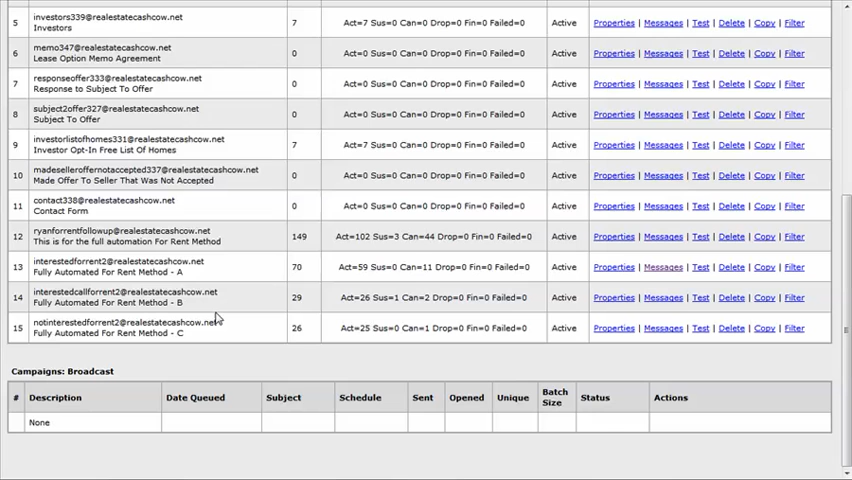 5 investors339@realestatecashcow.net 7 Act=7 Sus=0 Can=0 Drop=0 Fin=0 Failed=0 Active Properties | Messages | Test | Delete | Copy | Filter
Investors
6 memo347@realestatecashcow.net 0 Act=0 Sus=0 Can=0 Drop=0 Fin=0 Failed=0 Active Properties | Messages | Test | Delete | Copy | Filter
Lease Option Memo Agreement
7 responseoffer333@realestatecashcow.net 0 Act=0 Sus=0 Can=0 Drop=0 Fin=0 Failed=0 Active Properties | Messages | Test | Delete | Copy | Filter
Response to Subject To Offer
8 subject2offer327@realestatecashcow.net 0 Act=0 Sus=0 Can=0 Drop=0 Fin=0 Failed=0 Active Properties | Messages | Test | Delete | Copy | Filter
Subject To Offer
9 investorlistofhomes331@realestatecashcow.net 7 Act=7 Sus=0 Can=0 Drop=0 Fin=0 Failed=0 Active Properties | Messages | Test | Delete | Copy | Filter
Investor Opt-In Free List Of Homes
10 madeselleroffernotaccepted337@realestatecashcow.net 0 Act=0 Sus=0 Can=0 Drop=0 Fin=0 Failed=0 Active Properties | Messages | Test | Delete | Copy | Filter
Made Offer To Seller That Was Not Accepted
11 contact338@realestatecashcow.net 0 Act=0 Sus=0 Can=0 Drop=0 Fin=0 Failed=0 Active Properties | Messages | Test | Delete | Copy | Filter
Contact Form
12 ryanforrentfollowup@realestatecashcow.net 149 Act=102 Sus=3 Can=44 Drop=0 Fin=0 Failed=0 Active Properties | Messages | Test | Delete | Copy | Filter
This is for the full automation For Rent Method
13 interestedforrent2@realestatecashcow.net 70 Act=59 Sus=0 Can=11 Drop=0 Fin=0 Failed=0 Active Properties | Messages | Test | Delete | Copy | Filter
Fully Automated For Rent Method - A
14 interestedcallforrent2@realestatecashcow.net 29 Act=26 Sus=1 Can=2 Drop=0 Fin=0 Failed=0 Active Properties | Messages | Test | Delete | Copy | Filter
Fully Automated For Rent Method - B
15 notinterestedforrent2@realestatecashcow.net 26 Act=25 Sus=0 Can=1 Drop=0 Fin=0 Failed=0 Active Properties | Messages | Test | Delete | Copy | Filter
Fully Automated For Rent Method - C
Campaigns: Broadcast
# Description Date Queued Subject Schedule Sent Opened Unique Batch Size Status Actions
None